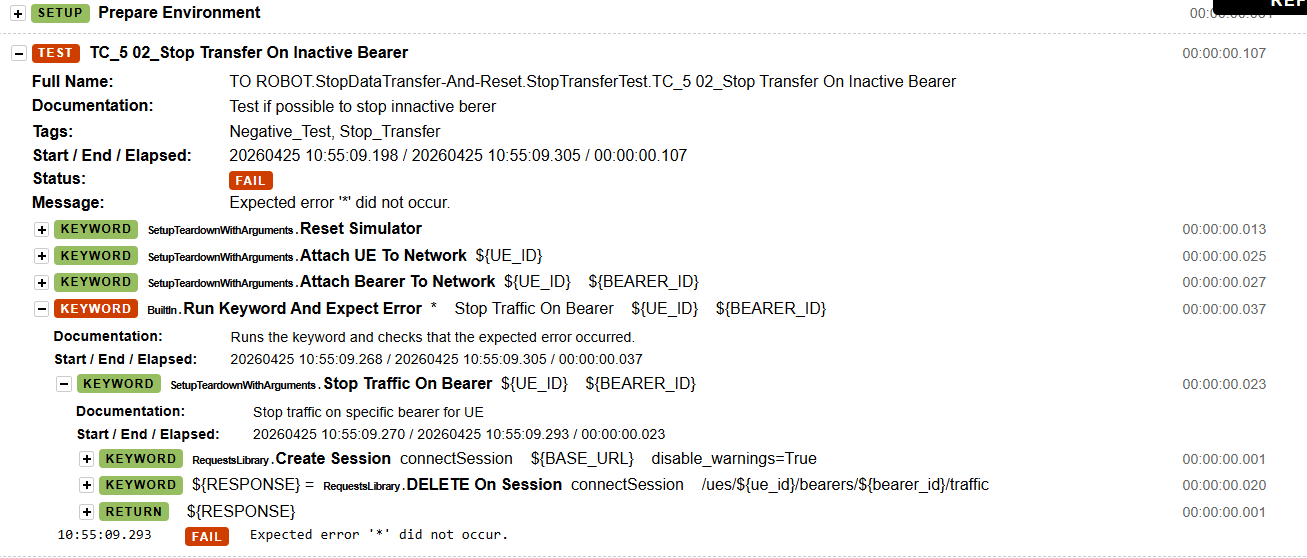 + SETUP Prepare Environment
REP
− TEST TC_5 02_Stop Transfer On Inactive Bearer 00:00:00.107
Full Name: TO ROBOT.StopDataTransfer-And-Reset.StopTransferTest.TC_5 02_Stop Transfer On Inactive Bearer
Documentation: Test if possible to stop innactive berer
Tags: Negative_Test, Stop_Transfer
Start / End / Elapsed: 20260425 10:55:09.198 / 20260425 10:55:09.305 / 00:00:00.107
Status: FAIL
Message: Expected error '*' did not occur.
+ KEYWORD SetupTeardownWithArguments.Reset Simulator 00:00:00.013
+ KEYWORD SetupTeardownWithArguments.Attach UE To Network ${UE_ID} 00:00:00.025
+ KEYWORD SetupTeardownWithArguments.Attach Bearer To Network ${UE_ID} ${BEARER_ID} 00:00:00.027
− KEYWORD BuiltIn.Run Keyword And Expect Error * Stop Traffic On Bearer ${UE_ID} ${BEARER_ID} 00:00:00.037
Documentation: Runs the keyword and checks that the expected error occurred.
Start / End / Elapsed: 20260425 10:55:09.268 / 20260425 10:55:09.305 / 00:00:00.037
− KEYWORD SetupTeardownWithArguments.Stop Traffic On Bearer ${UE_ID} ${BEARER_ID} 00:00:00.023
Documentation: Stop traffic on specific bearer for UE
Start / End / Elapsed: 20260425 10:55:09.270 / 20260425 10:55:09.293 / 00:00:00.023
+ KEYWORD RequestsLibrary.Create Session connectSession ${BASE_URL} disable_warnings=True 00:00:00.001
+ KEYWORD ${RESPONSE} = RequestsLibrary.DELETE On Session connectSession /ues/${ue_id}/bearers/${bearer_id}/traffic 00:00:00.020
+ RETURN ${RESPONSE} 00:00:00.001
10:55:09.293 FAIL Expected error '*' did not occur.